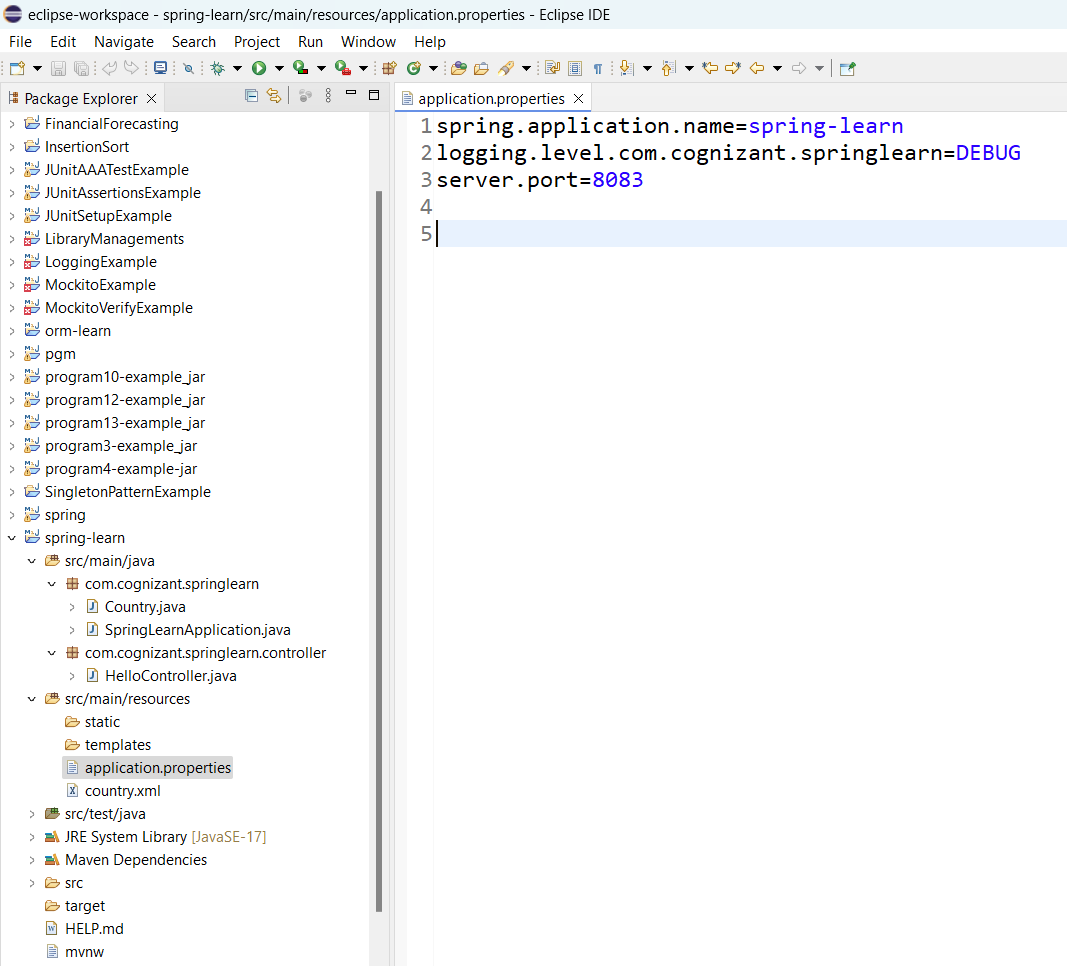 eclipse-workspace - spring-learn/src/main/resources/application.properties - Eclipse IDE
File Edit Navigate Search Project Run Window Help
Package Explorer
FinancialForecasting
InsertionSort
JUnitAAATestExample
JUnitAssertionsExample
JUnitSetupExample
LibraryManagements
LoggingExample
MockitoExample
MockitoVerifyExample
orm-learn
pgm
program10-example_jar
program12-example_jar
program13-example_jar
program3-example_jar
program4-example-jar
SingletonPatternExample
spring
spring-learn
src/main/java
com.cognizant.springlearn
Country.java
SpringLearnApplication.java
com.cognizant.springlearn.controller
HelloController.java
src/main/resources
static
templates
application.properties
country.xml
src/test/java
JRE System Library [JavaSE-17]
Maven Dependencies
src
target
HELP.md
mvnw
application.properties
1 spring.application.name=spring-learn
2 logging.level.com.cognizant.springlearn=DEBUG
3 server.port=8083
4
5